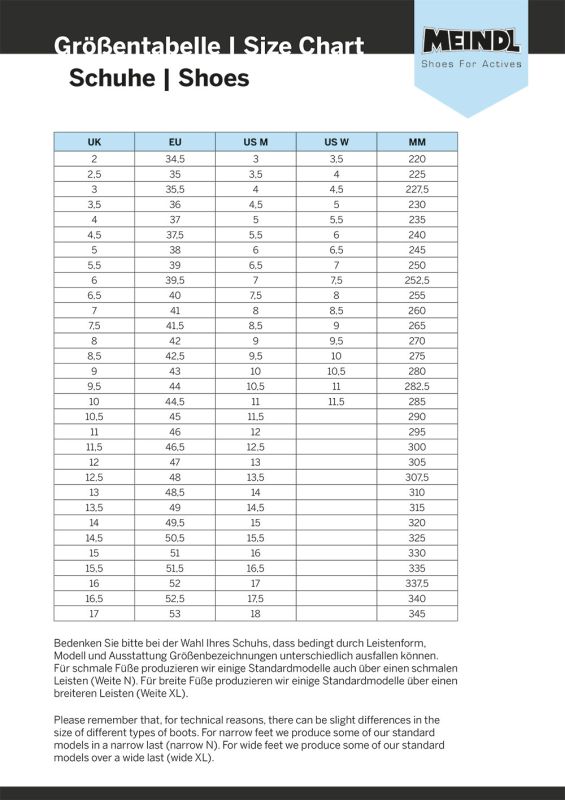 Größentabelle | Size Chart
Schuhe | Shoes
MEINDL
Shoes For Actives
UK EU US M US W MM
2 34,5 3 3,5 220
2,5 35 3,5 4 225
3 35,5 4 4,5 227,5
3,5 36 4,5 5 230
4 37 5 5,5 235
4,5 37,5 5,5 6 240
5 38 6 6,5 245
5,5 39 6,5 7 250
6 39,5 7 7,5 252,5
6,5 40 7,5 8 255
7 41 8 8,5 260
7,5 41,5 8,5 9 265
8 42 9 9,5 270
8,5 42,5 9,5 10 275
9 43 10 10,5 280
9,5 44 10,5 11 282,5
10 44,5 11 11,5 285
10,5 45 11,5 290
11 46 12 295
11,5 46,5 12,5 300
12 47 13 305
12,5 48 13,5 307,5
13 48,5 14 310
13,5 49 14,5 315
14 49,5 15 320
14,5 50,5 15,5 325
15 51 16 330
15,5 51,5 16,5 335
16 52 17 337,5
16,5 52,5 17,5 340
17 53 18 345
Bedenken Sie bitte bei der Wahl Ihres Schuhs, dass bedingt durch Leistenform,
Modell und Ausstattung Größenbezeichnungen unterschiedlich ausfallen können.
Für schmale Füße produzieren wir einige Standardmodelle auch über einen schmalen
Leisten (Weite N). Für breite Füße produzieren wir einige Standardmodelle über einen
breiteren Leisten (Weite XL).
Please remember that, for technical reasons, there can be slight differences in the
size of different types of boots. For narrow feet we produce some of our standard
models in a narrow last (narrow N). For wide feet we produce some of our standard
models over a wide last (wide XL).